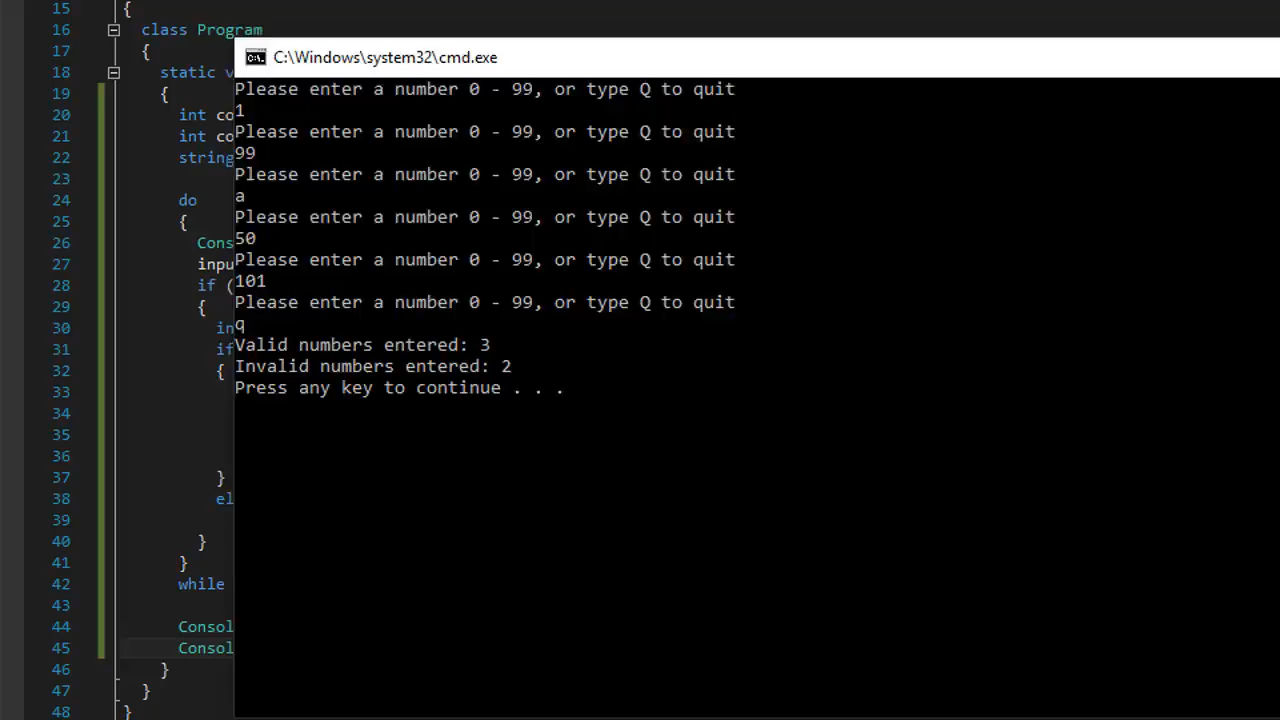 15 {
16 class Program
C:\Windows\system32\cmd.exe
17 {
18 static v
Please enter a number 0 - 99, or type Q to quit
19 {
20 int co
1
21 int co
Please enter a number 0 - 99, or type Q to quit
22 string
99
23
Please enter a number 0 - 99, or type Q to quit
24 do
a
25 {
Please enter a number 0 - 99, or type Q to quit
26 Cons
50
27 inpu
Please enter a number 0 - 99, or type Q to quit
28 if (
101
29 {
Please enter a number 0 - 99, or type Q to quit
30 in
q
31 if
Valid numbers entered: 3
32 {
Invalid numbers entered: 2
33
Press any key to continue . . .
34
35
36
37 }
38 el
39
40 }
41 }
42 while
43
44 Consol
45 Consol
46 }
47 }
48 }